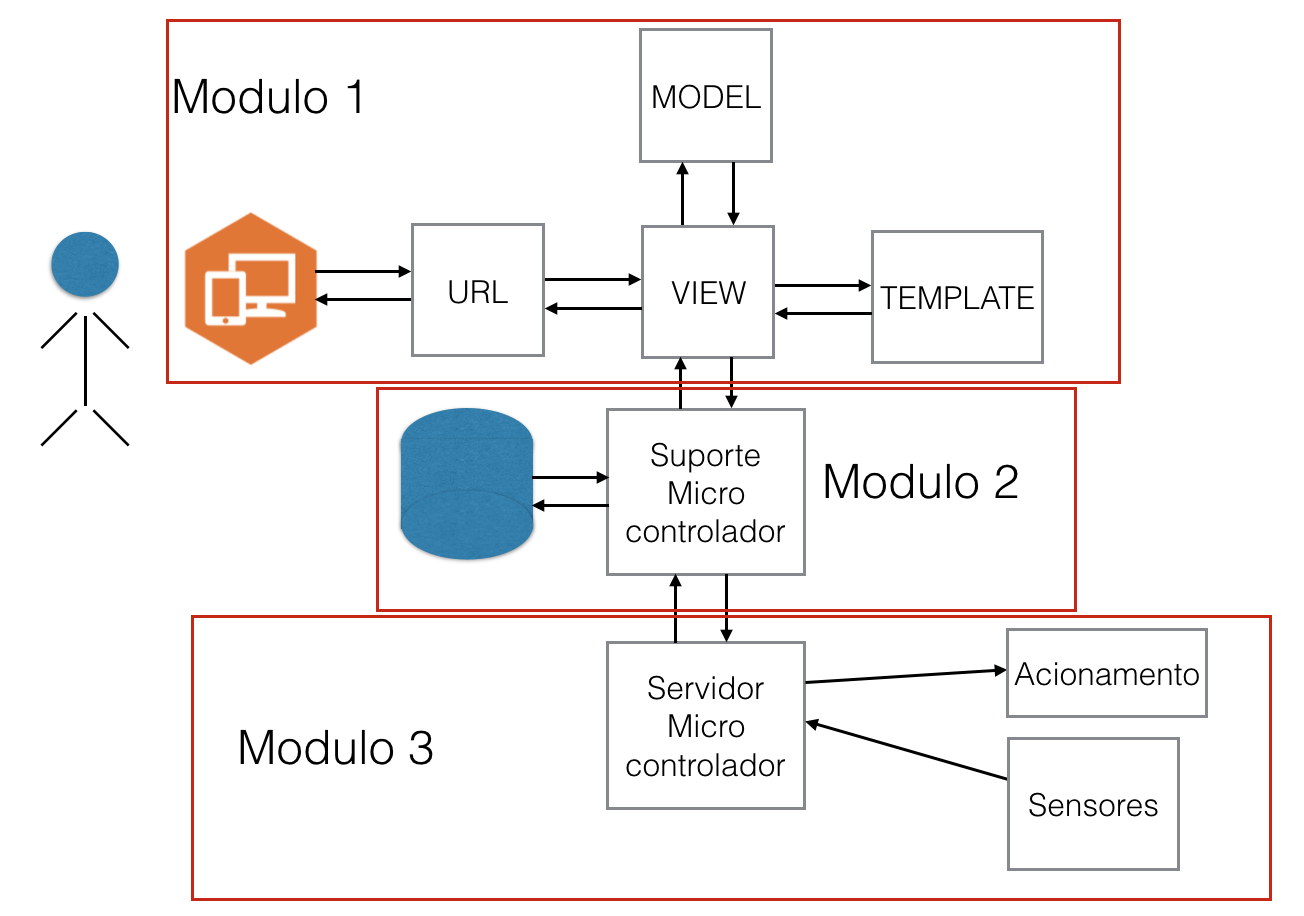 Modulo 1
MODEL
URL
VIEW
TEMPLATE
Suporte
Micro
controlador
Modulo 2
Servidor
Micro
controlador
Modulo 3
Acionamento
Sensores